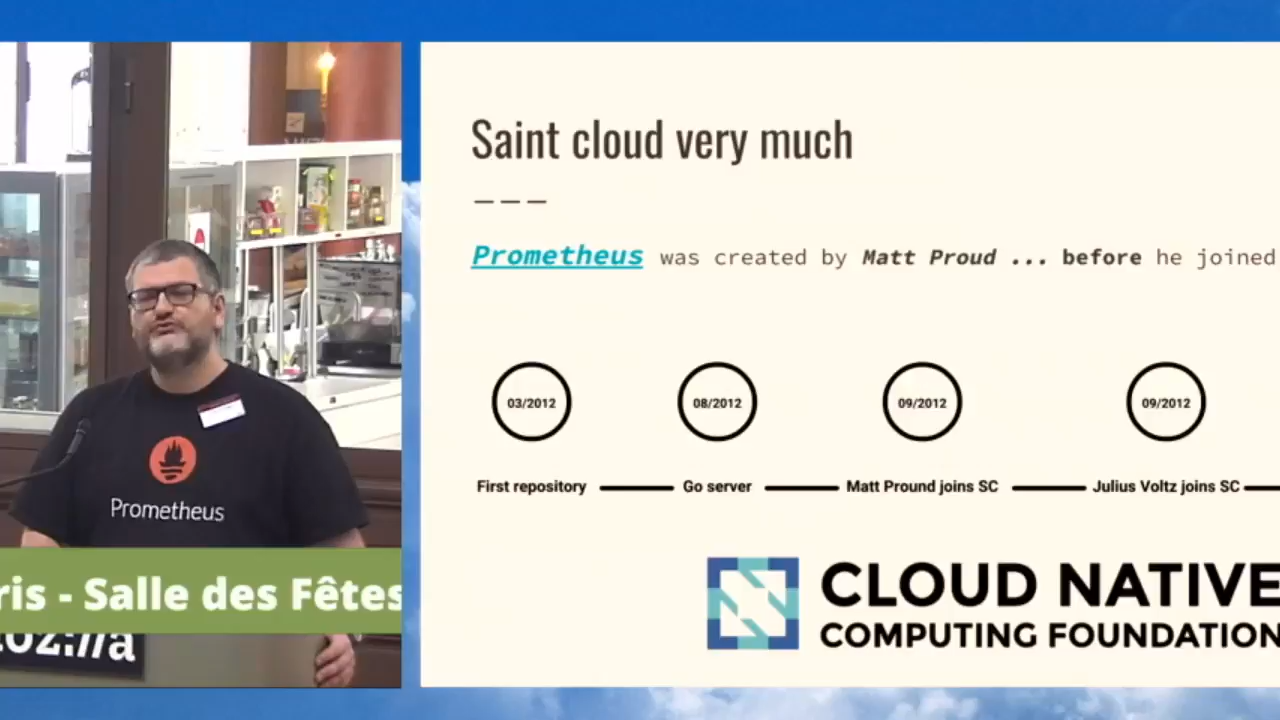 Saint cloud very much
Prometheus was created by Matt Proud ... before he joined
03/2012
08/2012
09/2012
09/2012
First repository
Go server
Matt Pround joins SC
Julius Voltz joins SC
CLOUD NATIVE
COMPUTING FOUNDATION
Prometheus
ris - Salle des Fêtes
moz://a